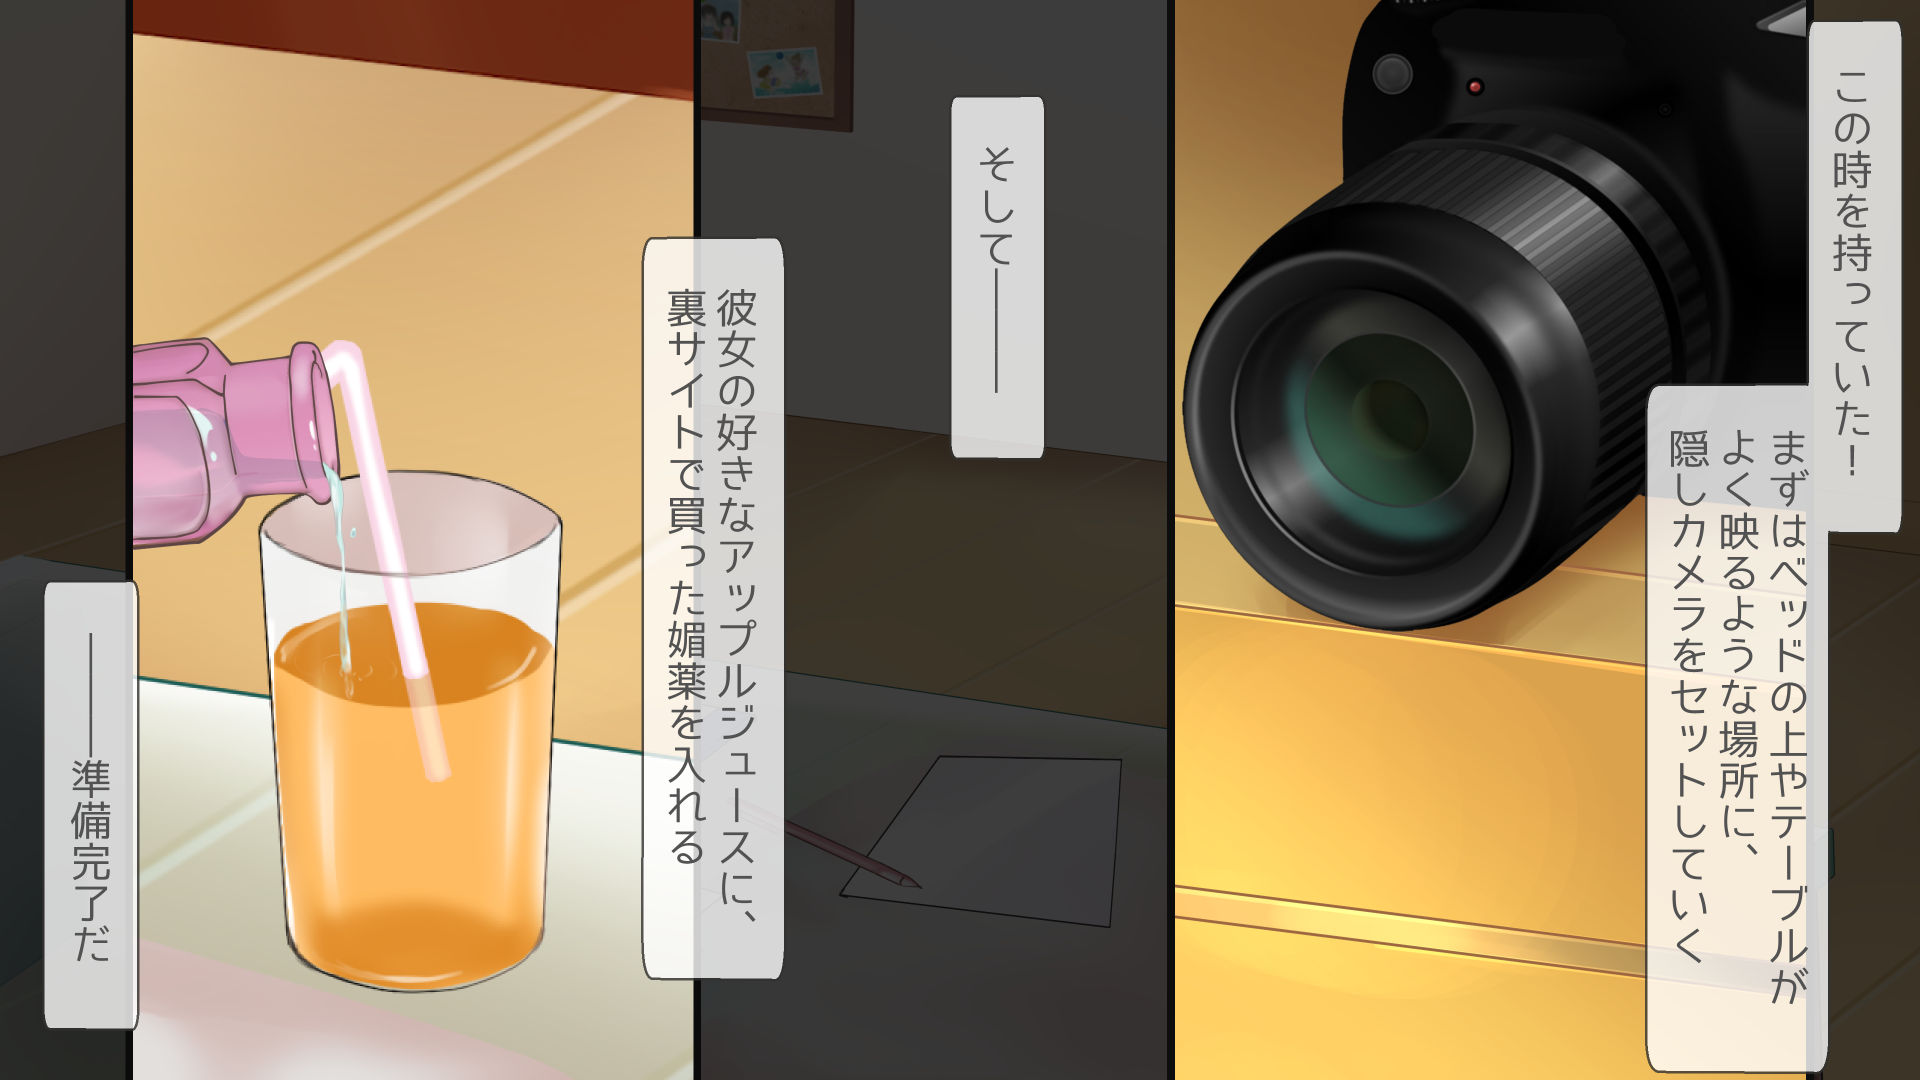 この時を持っていた！
まずはベッドの上やテーブルが
よく映るような場所に、
隠しカメラをセットしていく
そして―――
彼女の好きなアップルジュースに、
裏サイトで買った媚薬を入れる
―――準備完了だ